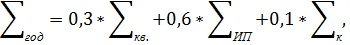 ∑год = 0,3 * ∑кв. +0,6 * ∑ИП +0,1 * ∑к ,